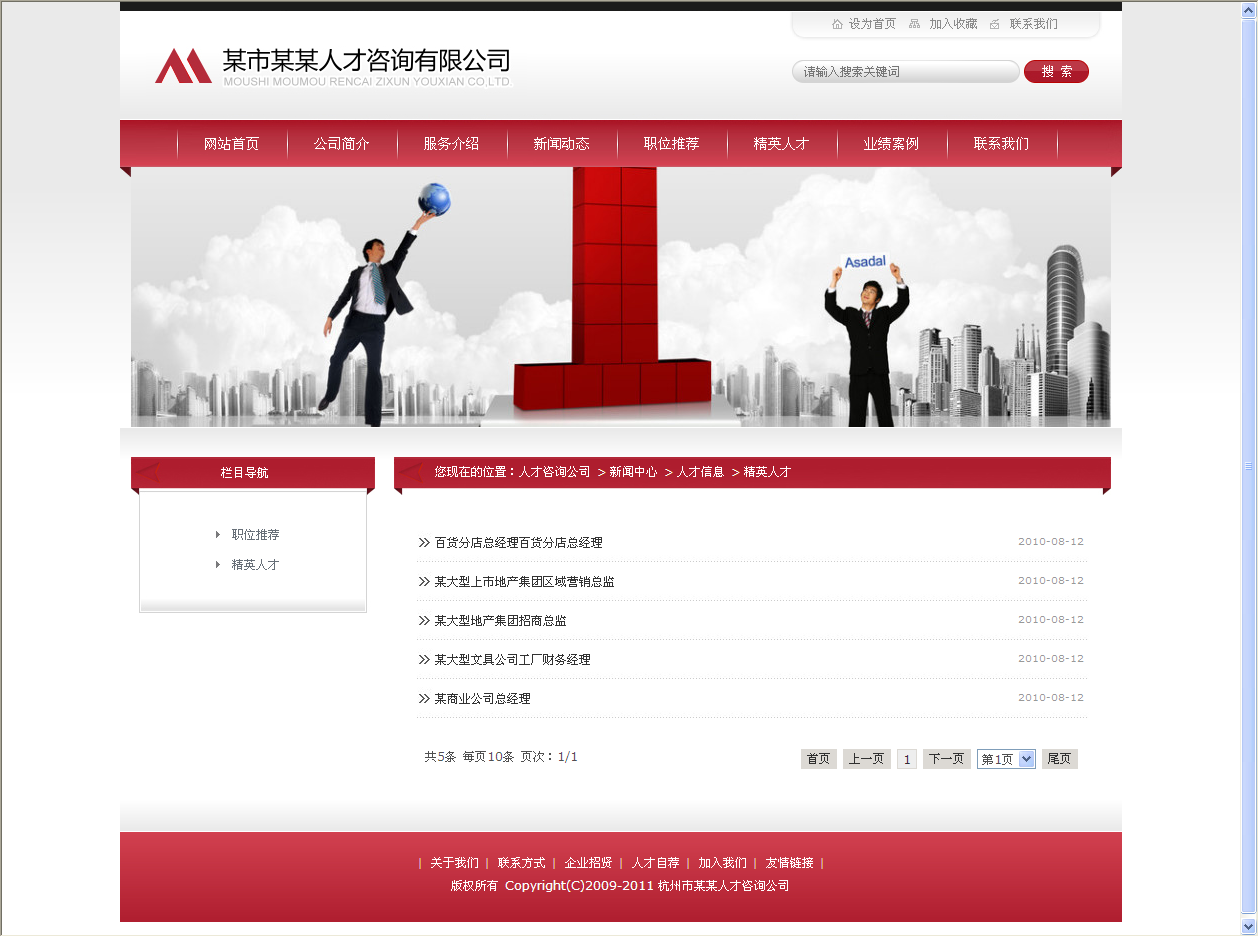 设为首页 加入收藏 联系我们
某市某某人才咨询有限公司
MOUSHI MOUMOU RENCAI ZIXUN YOUXIAN CO,LTD.
请输入搜索关键词 搜 索
网站首页 公司简介 服务介绍 新闻动态 职位推荐 精英人才 业绩案例 联系我们
Asadal
栏目导航
职位推荐
精英人才
您现在的位置：人才咨询公司 > 新闻中心 > 人才信息 > 精英人才
百货分店总经理百货分店总经理 2010-08-12
某大型上市地产集团区域营销总监 2010-08-12
某大型地产集团招商总监 2010-08-12
某大型文具公司工厂财务经理 2010-08-12
某商业公司总经理 2010-08-12
共5条 每页10条 页次：1/1 首页 上一页 1 下一页 第1页 尾页
| 关于我们 | 联系方式 | 企业招贤 | 人才自荐 | 加入我们 | 友情链接 |
版权所有 Copyright(C)2009-2011 杭州市某某人才咨询公司